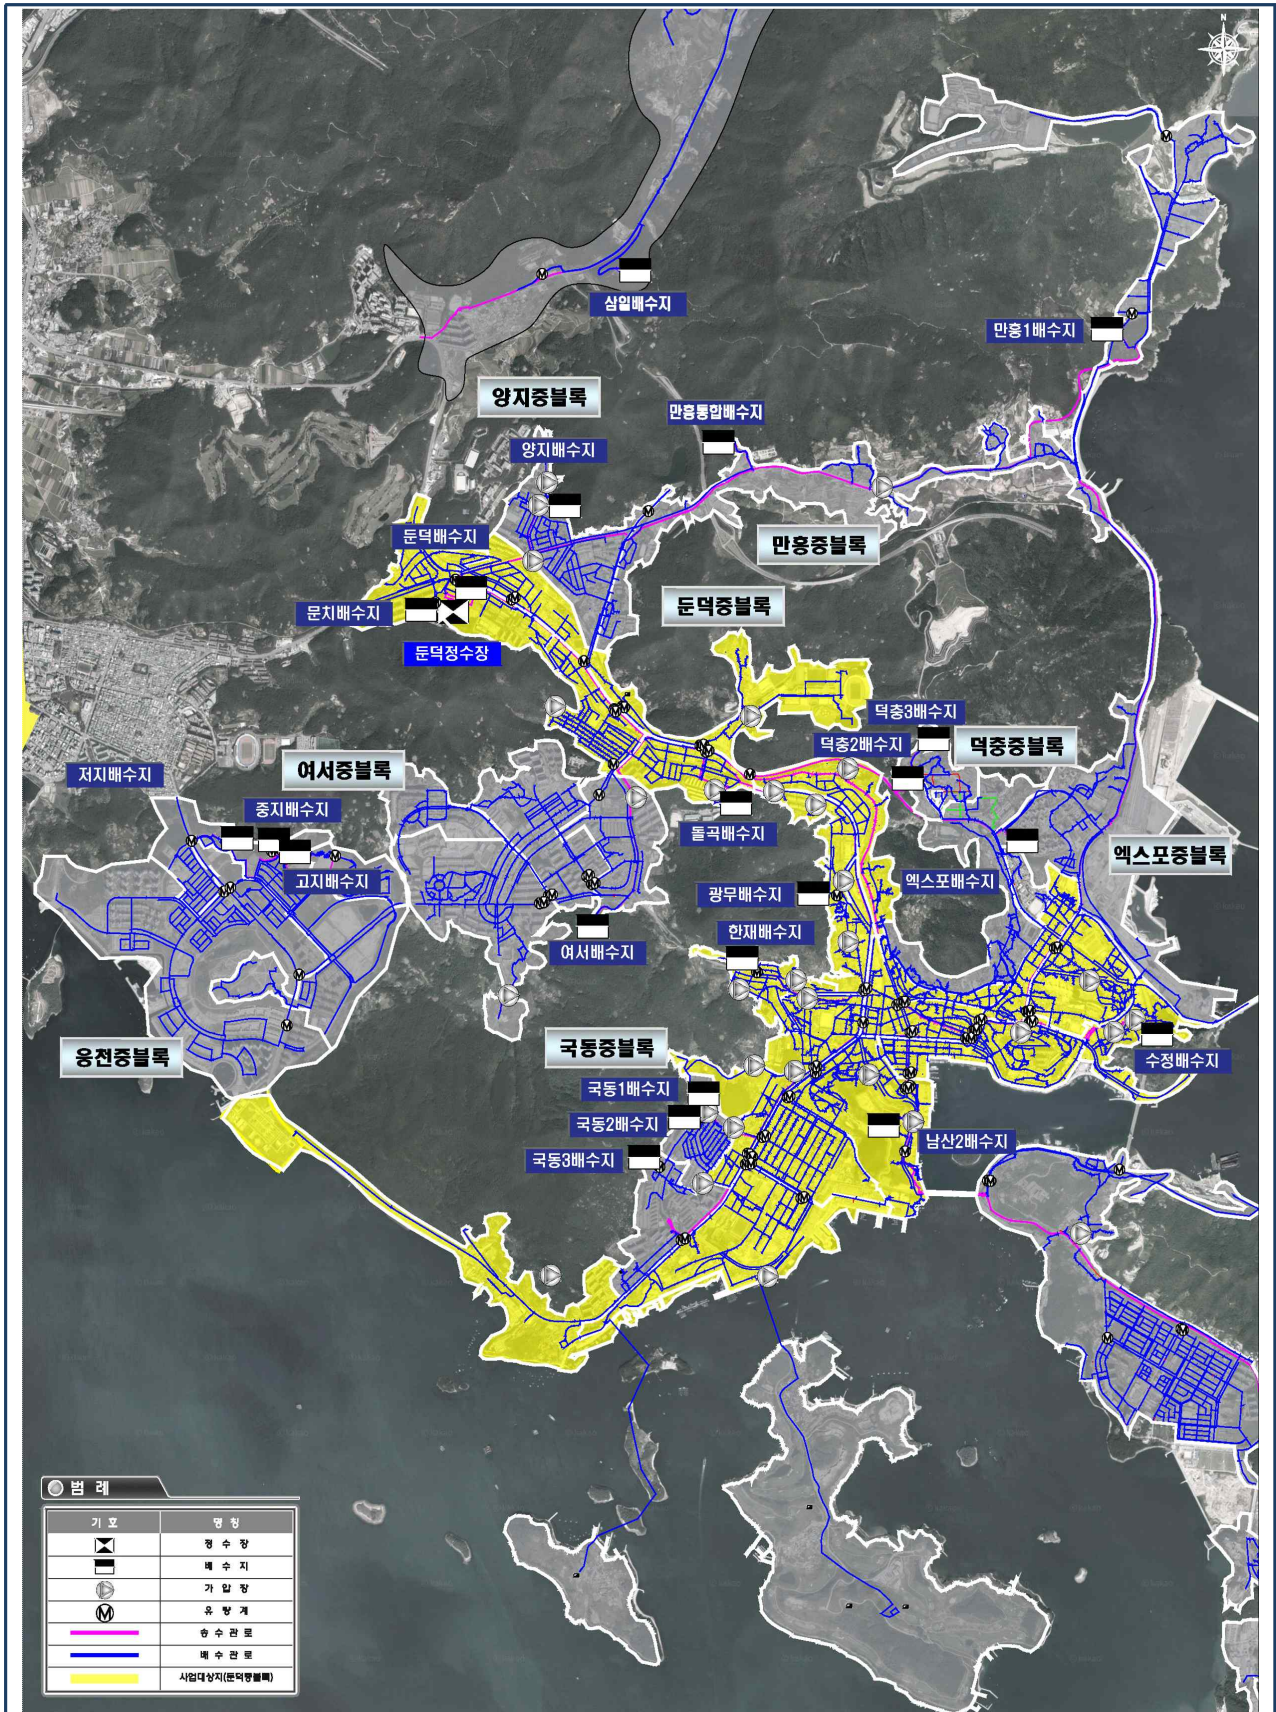 N
삼일배수지
만흥1배수지
양지중블록
만흥통합배수지
양지배수지
둔덕배수지
만흥중블록
문치배수지
둔덕중블록
둔덕정수장
덕충3배수지
덕충2배수지
덕충중블록
여서중블록
저지배수지
중지배수지
돌곡배수지
엑스포중블록
고지배수지
엑스포배수지
광무배수지
한재배수지
여서배수지
웅천중블록
국동중블록
수정배수지
국동1배수지
국동2배수지
남산2배수지
국동3배수지
범 례
기 호
명 칭
정 수 장
배 수 지
가 압 장
유 량 계
송 수 관 로
배 수 관 로
사업대상지(둔덕중블록)